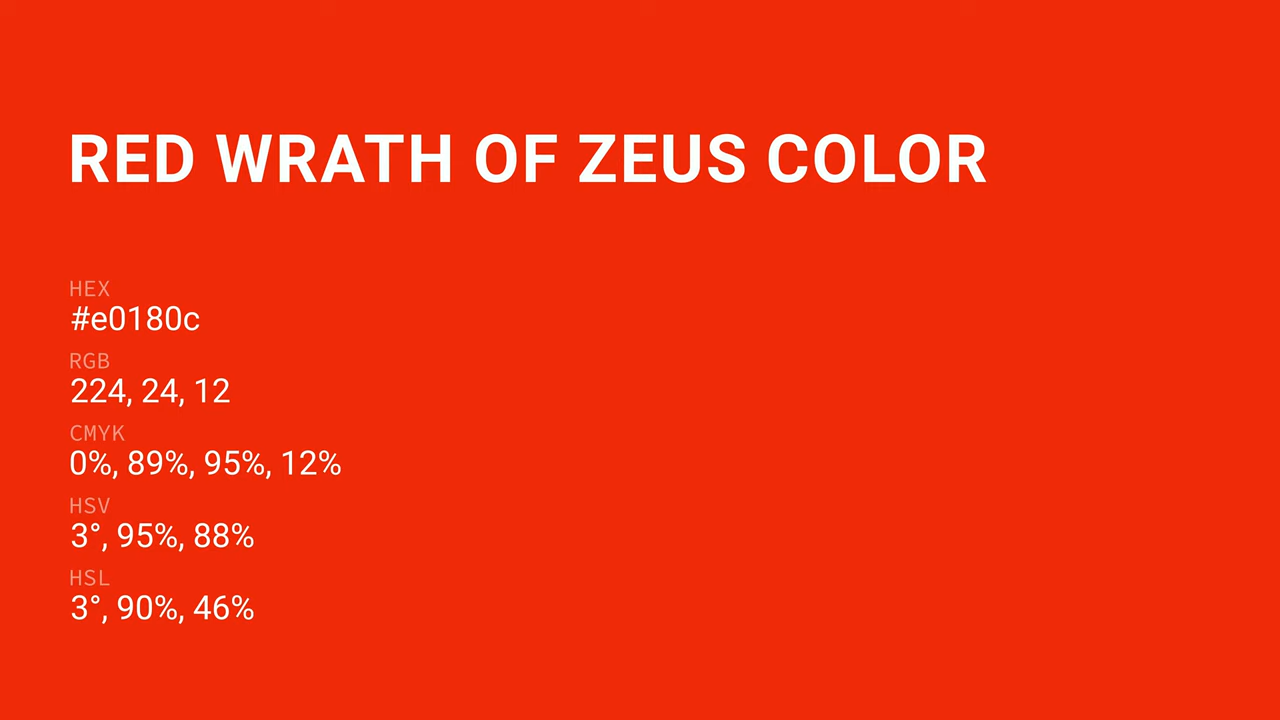 RED WRATH OF ZEUS COLOR
HEX
#e0180c
RGB
224, 24, 12
CMYK
0%, 89%, 95%, 12%
HSV
3°, 95%, 88%
HSL
3°, 90%, 46%